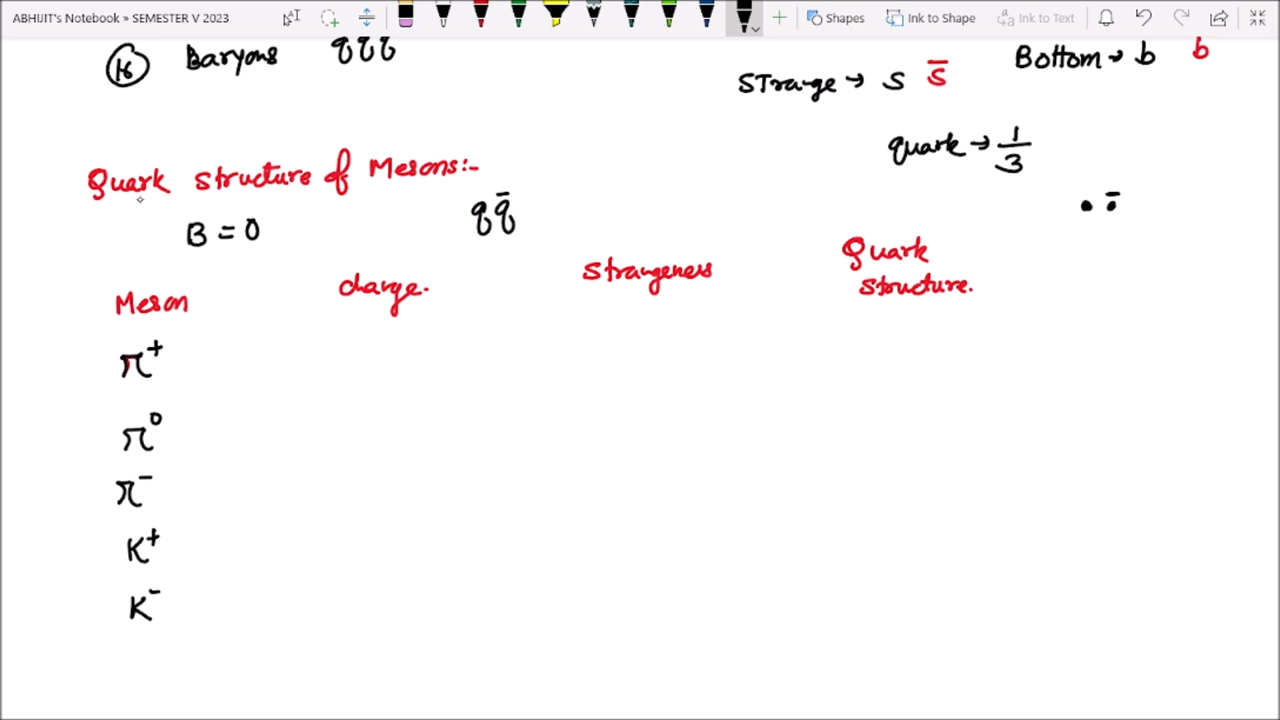 ABHIJIT's Notebook » SEMESTER V 2023
Shapes
Ink to Shape
Ink to Text
Baryons qqq
Strange → s s̄
Bottom → b b
quark → 1/3
Quark structure of Mesons:-
B = 0 qq̄
Meson charge. Strangeness Quark structure.
π⁺
π⁰
π⁻
K⁺
K⁻